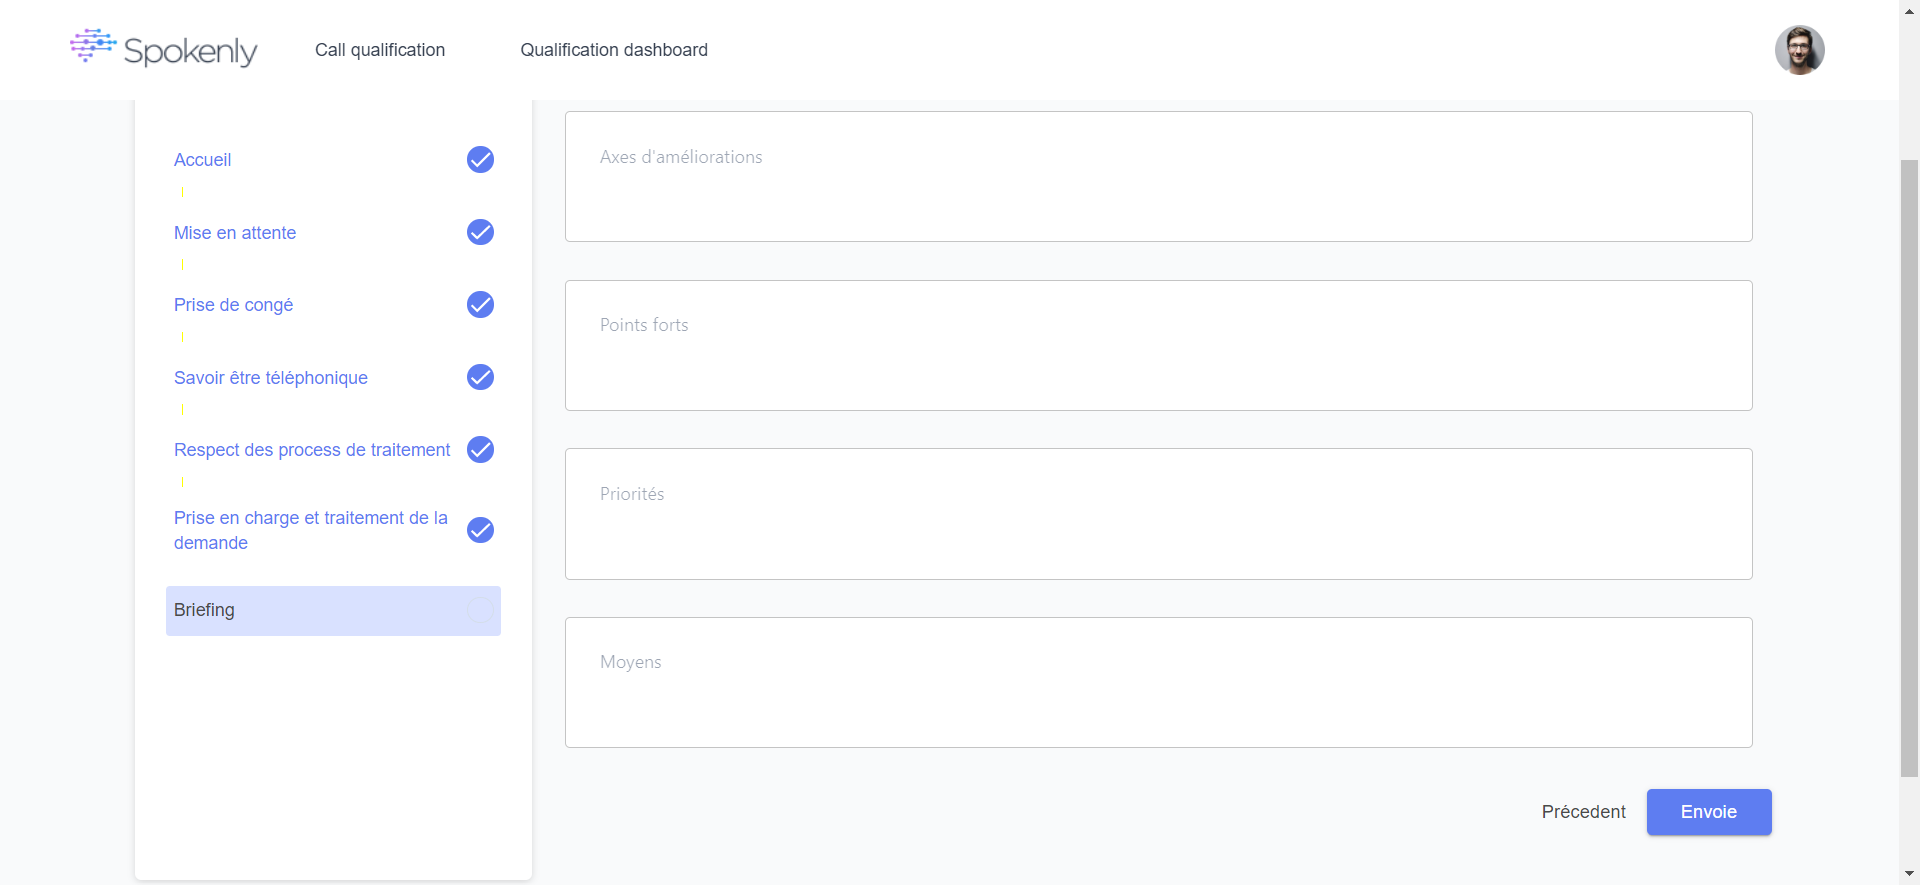 Spokenly
Call qualification
Qualification dashboard
Accueil
Mise en attente
Prise de congé
Savoir être téléphonique
Respect des process de traitement
Prise en charge et traitement de la
demande
Briefing
Axes d'améliorations
Points forts
Priorités
Moyens
Précedent
Envoie